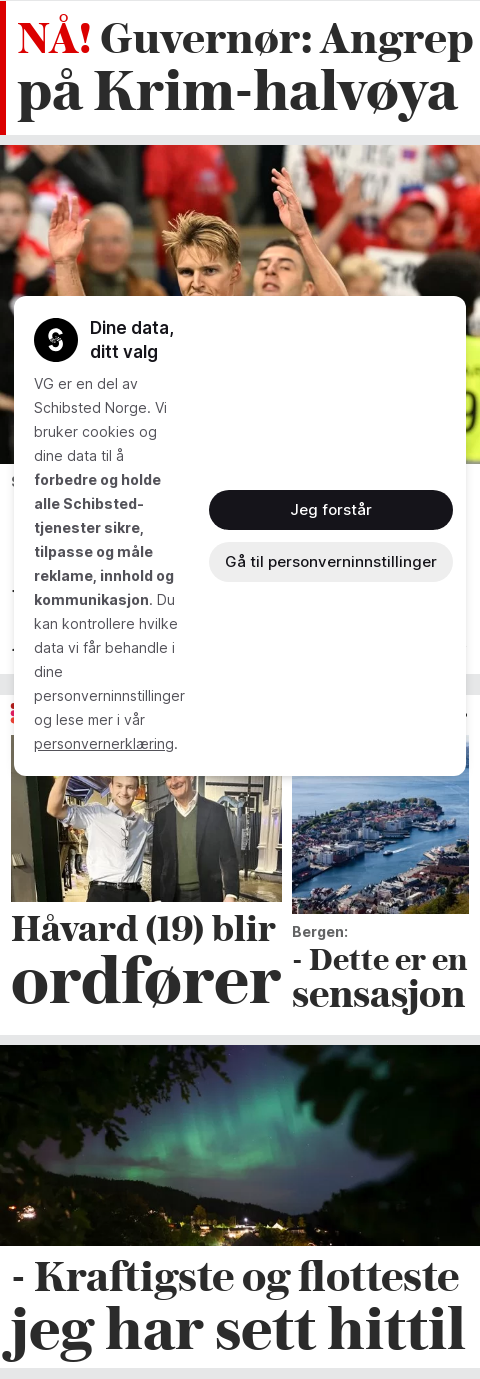 NÅ! Guvernør: Angrep
på Krim-halvøya
Dine data,
ditt valg
VG er en del av
Schibsted Norge. Vi
bruker cookies og
dine data til å
forbedre og holde
alle Schibsted-
tjenester sikre,
tilpasse og måle
reklame, innhold og
kommunikasjon. Du
kan kontrollere hvilke
data vi får behandle i
dine
personverninnstillinger
og lese mer i vår
personvernerklæring.
Jeg forstår
Gå til personverninnstillinger
Håvard (19) blir
ordfører
Bergen:
- Dette er en
sensasjon
- Kraftigste og flotteste
jeg har sett hittil